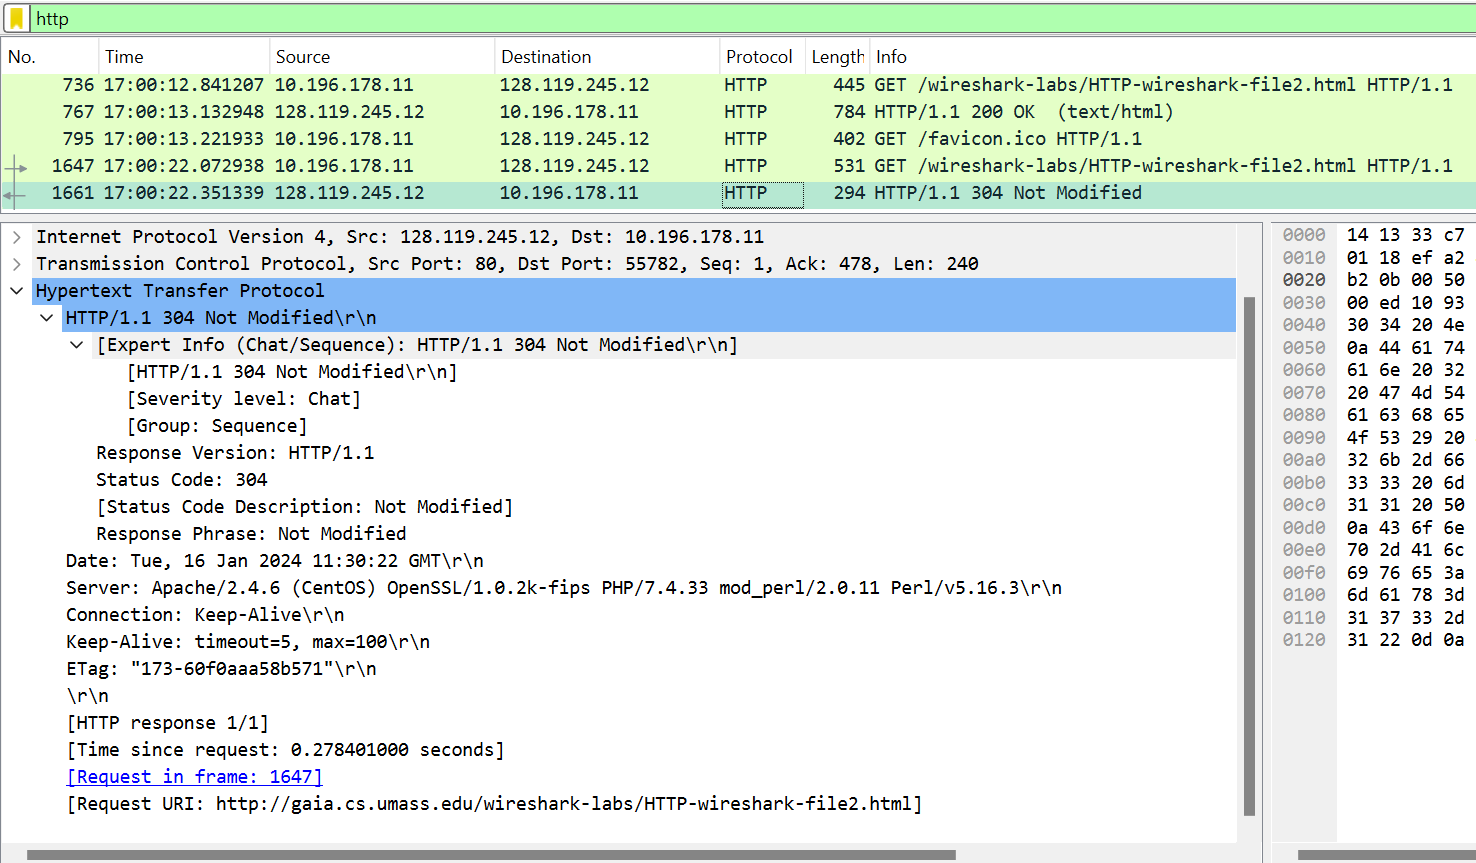 http
No. Time Source Destination Protocol Length Info
736 17:00:12.841207 10.196.178.11 128.119.245.12 HTTP 445 GET /wireshark-labs/HTTP-wireshark-file2.html HTTP/1.1
767 17:00:13.132948 128.119.245.12 10.196.178.11 HTTP 784 HTTP/1.1 200 OK  (text/html)
795 17:00:13.221933 10.196.178.11 128.119.245.12 HTTP 402 GET /favicon.ico HTTP/1.1
1647 17:00:22.072938 10.196.178.11 128.119.245.12 HTTP 531 GET /wireshark-labs/HTTP-wireshark-file2.html HTTP/1.1
1661 17:00:22.351339 128.119.245.12 10.196.178.11 HTTP 294 HTTP/1.1 304 Not Modified
Internet Protocol Version 4, Src: 128.119.245.12, Dst: 10.196.178.11
Transmission Control Protocol, Src Port: 80, Dst Port: 55782, Seq: 1, Ack: 478, Len: 240
Hypertext Transfer Protocol
HTTP/1.1 304 Not Modified\r\n
[Expert Info (Chat/Sequence): HTTP/1.1 304 Not Modified\r\n]
[HTTP/1.1 304 Not Modified\r\n]
[Severity level: Chat]
[Group: Sequence]
Response Version: HTTP/1.1
Status Code: 304
[Status Code Description: Not Modified]
Response Phrase: Not Modified
Date: Tue, 16 Jan 2024 11:30:22 GMT\r\n
Server: Apache/2.4.6 (CentOS) OpenSSL/1.0.2k-fips PHP/7.4.33 mod_perl/2.0.11 Perl/v5.16.3\r\n
Connection: Keep-Alive\r\n
Keep-Alive: timeout=5, max=100\r\n
ETag: "173-60f0aaa58b571"\r\n
\r\n
[HTTP response 1/1]
[Time since request: 0.278401000 seconds]
[Request in frame: 1647]
[Request URI: http://gaia.cs.umass.edu/wireshark-labs/HTTP-wireshark-file2.html]
0000 14 13 33 c7
0010 01 18 ef a2
0020 b2 0b 00 50
0030 00 ed 10 93
0040 30 34 20 4e
0050 0a 44 61 74
0060 61 6e 20 32
0070 20 47 4d 54
0080 61 63 68 65
0090 4f 53 29 20
00a0 32 6b 2d 66
00b0 33 33 20 6d
00c0 31 31 20 50
00d0 0a 43 6f 6e
00e0 70 2d 41 6c
00f0 69 76 65 3a
0100 6d 61 78 3d
0110 31 37 33 2d
0120 31 22 0d 0a